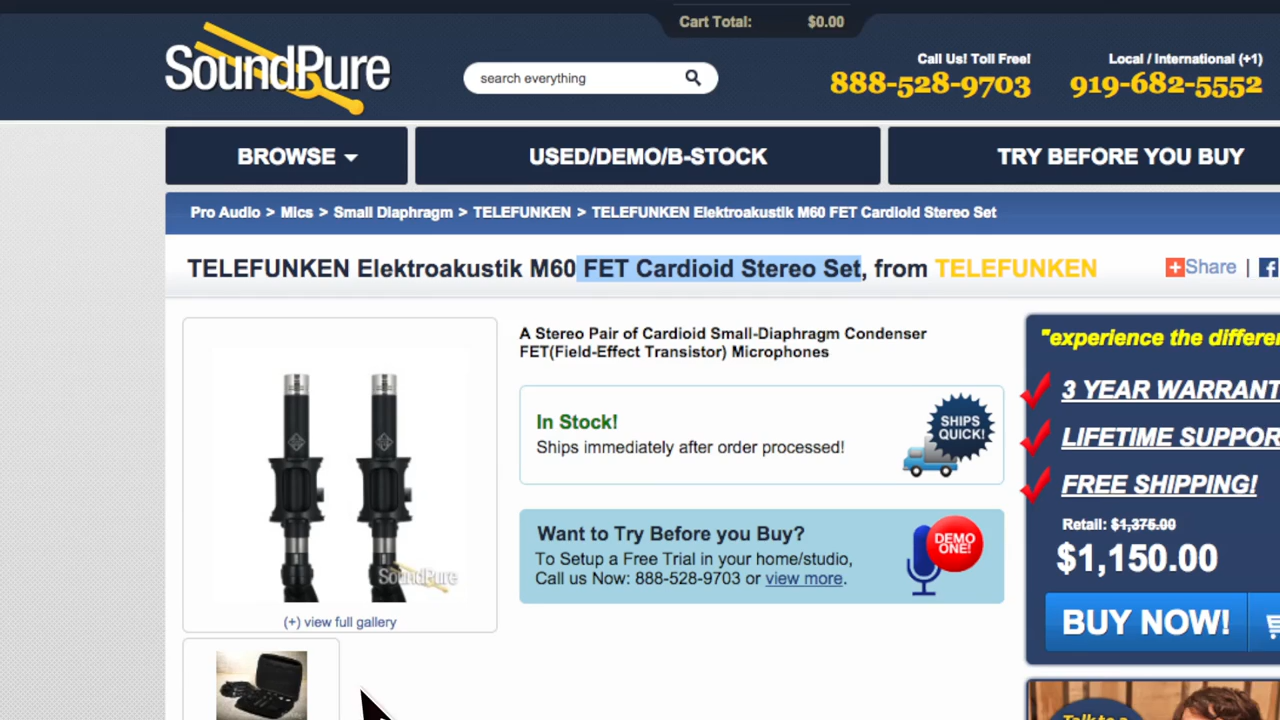 Cart Total: $0.00
SoundPure
search everything
Call Us! Toll Free!
888-528-9703
Local / International (+1)
919-682-5552
BROWSE
USED/DEMO/B-STOCK
TRY BEFORE YOU BUY
Pro Audio > Mics > Small Diaphragm > TELEFUNKEN > TELEFUNKEN Elektroakustik M60 FET Cardioid Stereo Set
TELEFUNKEN Elektroakustik M60 FET Cardioid Stereo Set, from TELEFUNKEN
Share |
A Stereo Pair of Cardioid Small-Diaphragm Condenser
FET(Field-Effect Transistor) Microphones
In Stock!
Ships immediately after order processed!
SHIPS
QUICK!
Want to Try Before you Buy?
To Setup a Free Trial in your home/studio,
Call us Now: 888-528-9703 or view more.
DEMO
ONE!
SoundPure
(+) view full gallery
"experience the differen
3 YEAR WARRANT
LIFETIME SUPPOR
FREE SHIPPING!
Retail: $1,375.00
$1,150.00
BUY NOW!
Talk to a